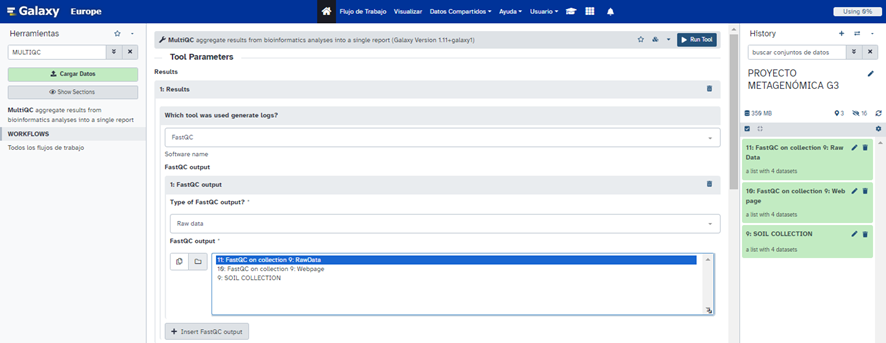 Galaxy Europe
Flujo de Trabajo Visualizar Datos Compartidos Ayuda Usuario Using 0%
Herramientas
MULTIQC
Cargar Datos
Show Sections
MultiQC aggregate results from
bioinformatics analyses into a single report
WORKFLOWS
Todos los flujos de trabajo
MultiQC aggregate results from bioinformatics analyses into a single report (Galaxy Version 1.11+galaxy1)
Run Tool
Tool Parameters
Results
1: Results
Which tool was used generate logs?
FastQC
Software name
FastQC output
1: FastQC output
Type of FastQC output? *
Raw data
FastQC output *
11: FastQC on collection 9: RawData
10: FastQC on collection 9: Webpage
9: SOIL COLLECTION
Insert FastQC output
History
buscar conjuntos de datos
PROYECTO
METAGENÓMICA G3
399 MB 3 16
11: FastQC on collection 9: Raw
Data
a list with 4 datasets
10: FastQC on collection 9: Web
page
a list with 4 datasets
9: SOIL COLLECTION
a list with 4 datasets